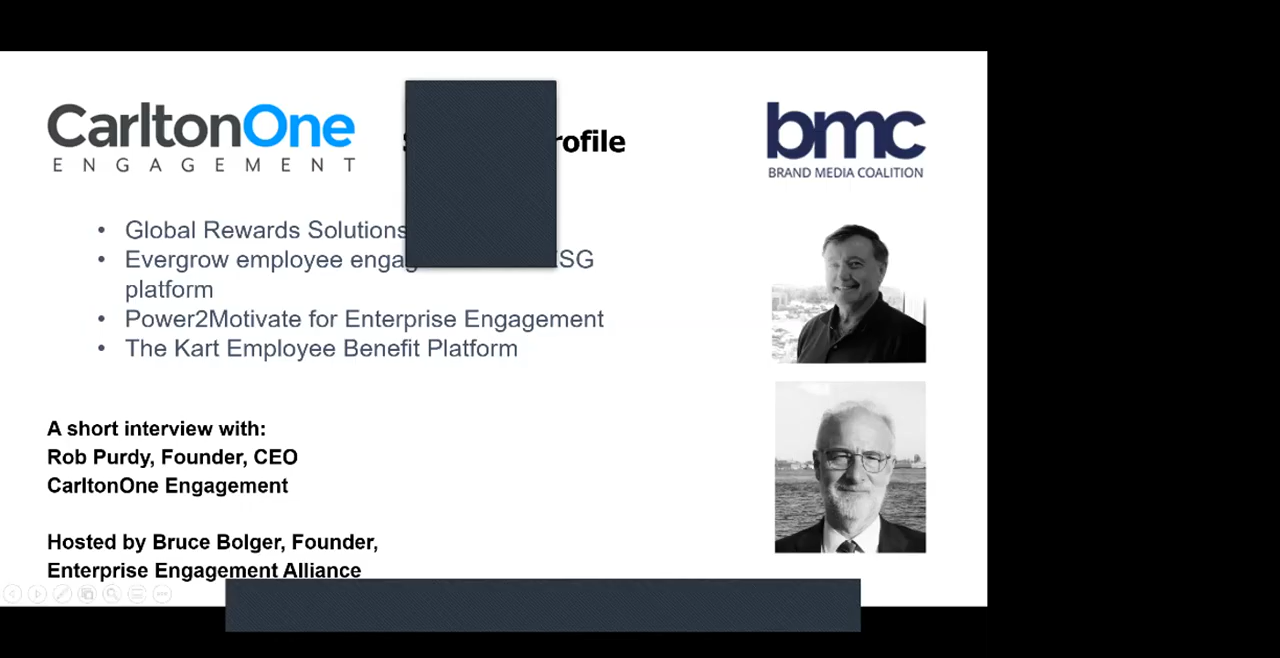 CarltonOne
ENGAGEMENT
rofile
bmc
BRAND MEDIA COALITION
• Global Rewards Solutions
• Evergrow employee engag SG
platform
• Power2Motivate for Enterprise Engagement
• The Kart Employee Benefit Platform
A short interview with:
Rob Purdy, Founder, CEO
CarltonOne Engagement
Hosted by Bruce Bolger, Founder,
Enterprise Engagement Alliance